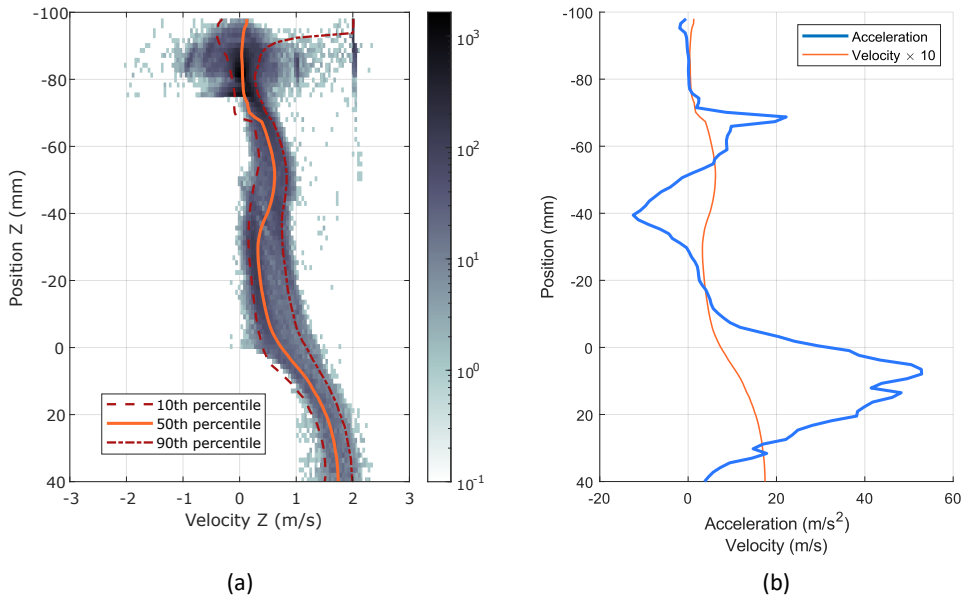 -100
-80
-60
-40
-20
0
20
40
Position Z (mm)
-3 -2 -1 0 1 2 3
Velocity Z (m/s)
10th percentile
50th percentile
90th percentile
10^3
10^2
10^1
10^0
10^-1
(a)
-100
-80
-60
-40
-20
0
20
40
Position (mm)
Acceleration
Velocity × 10
-20 0 20 40 60
Acceleration (m/s^2)
Velocity (m/s)
(b)